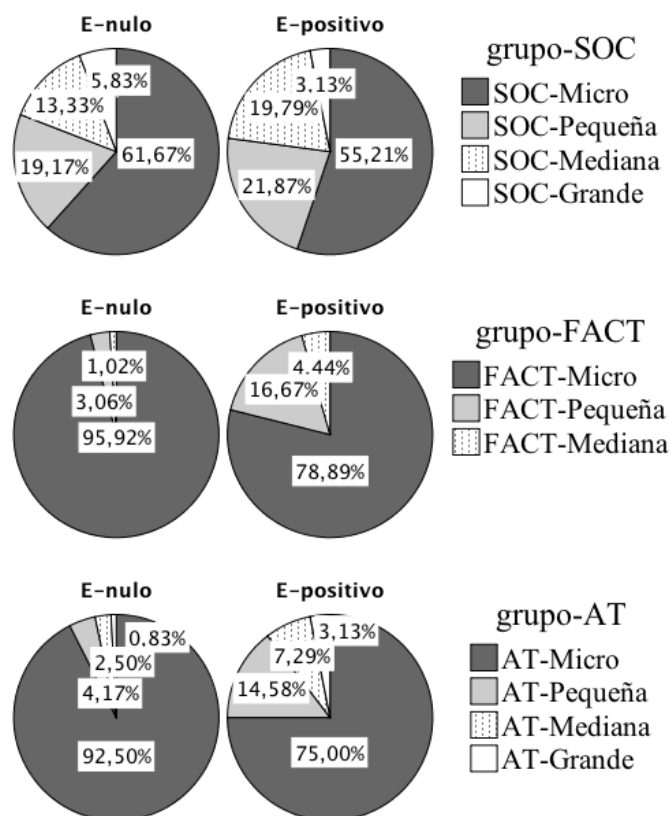 E-nulo
E-positivo
5,83%
13,33%
19,17%
61,67%
3,13%
19,79%
21,87%
55,21%
grupo-SOC
SOC-Micro
SOC-Pequeña
SOC-Mediana
SOC-Grande
E-nulo
E-positivo
1,02%
3,06%
95,92%
4,44%
16,67%
78,89%
grupo-FACT
FACT-Micro
FACT-Pequeña
FACT-Mediana
E-nulo
E-positivo
0,83%
2,50%
4,17%
92,50%
3,13%
7,29%
14,58%
75,00%
grupo-AT
AT-Micro
AT-Pequeña
AT-Mediana
AT-Grande